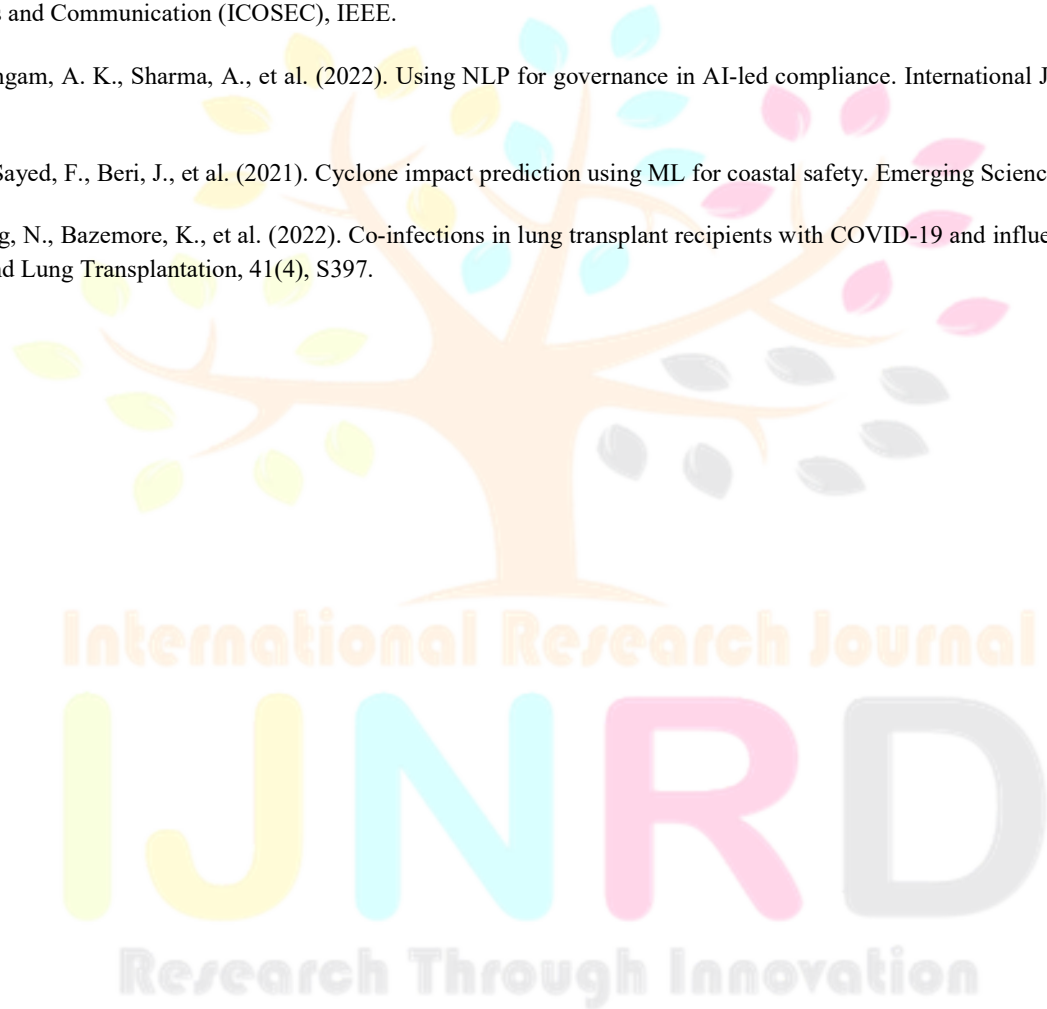 s and Communication (ICOSEC), IEEE.
ngam, A. K., Sharma, A., et al. (2022). Using NLP for governance in AI-led compliance. International J
Sayed, F., Beri, J., et al. (2021). Cyclone impact prediction using ML for coastal safety. Emerging Scienc
g, N., Bazemore, K., et al. (2022). Co-infections in lung transplant recipients with COVID-19 and influe
nd Lung Transplantation, 41(4), S397.
International Research Journal
IJNRD
Research Through Innovation